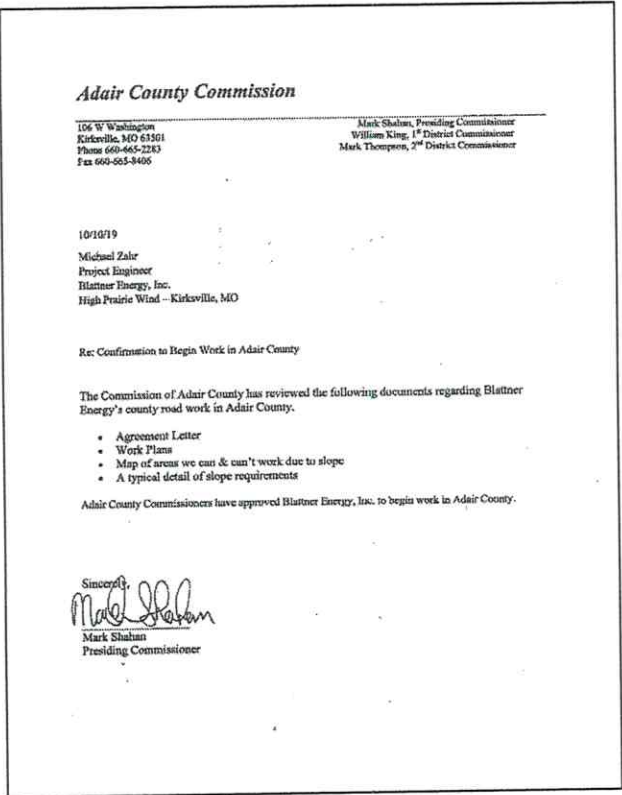 Adair County Commission
106 W Washington
Kirksville, MO 63501
Phone 660-665-2283
Fax 660-665-8406
Mark Shahan, Presiding Commissioner
William King, 1st District Commissioner
Mark Thompson, 2nd District Commissioner
10/10/19
Michael Zahr
Project Engineer
Blattner Energy, Inc.
High Prairie Wind – Kirksville, MO
Re: Confirmation to Begin Work in Adair County
The Commission of Adair County has reviewed the following documents regarding Blattner
Energy's county road work in Adair County.
• Agreement Letter
• Work Plans
• Map of areas we can & can't work due to slope
• A typical detail of slope requirements
Adair County Commissioners have approved Blattner Energy, Inc. to begin work in Adair County.
Sincerely,
Mark Shahan
Mark Shahan
Presiding Commissioner